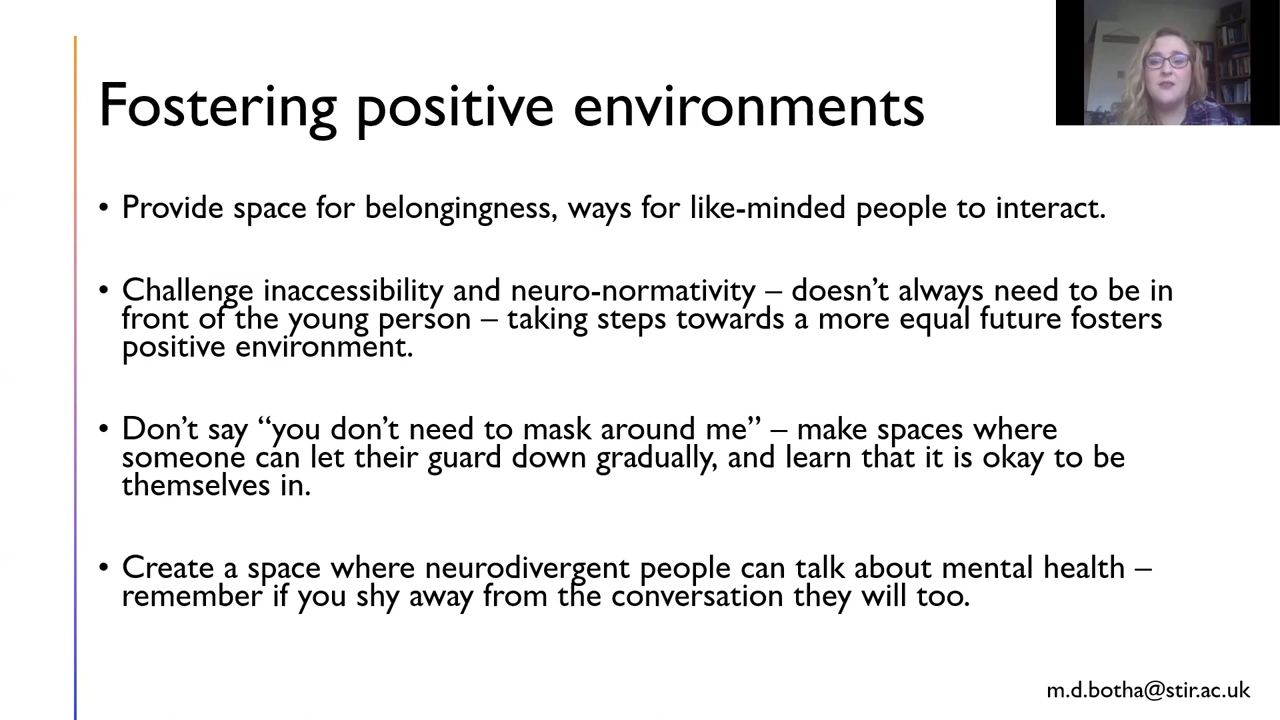 Fostering positive environments
• Provide space for belongingness, ways for like-minded people to interact.
• Challenge inaccessibility and neuro-normativity – doesn’t always need to be in
front of the young person – taking steps towards a more equal future fosters
positive environment.
• Don’t say “you don’t need to mask around me” – make spaces where
someone can let their guard down gradually, and learn that it is okay to be
themselves in.
• Create a space where neurodivergent people can talk about mental health –
remember if you shy away from the conversation they will too.
m.d.botha@stir.ac.uk